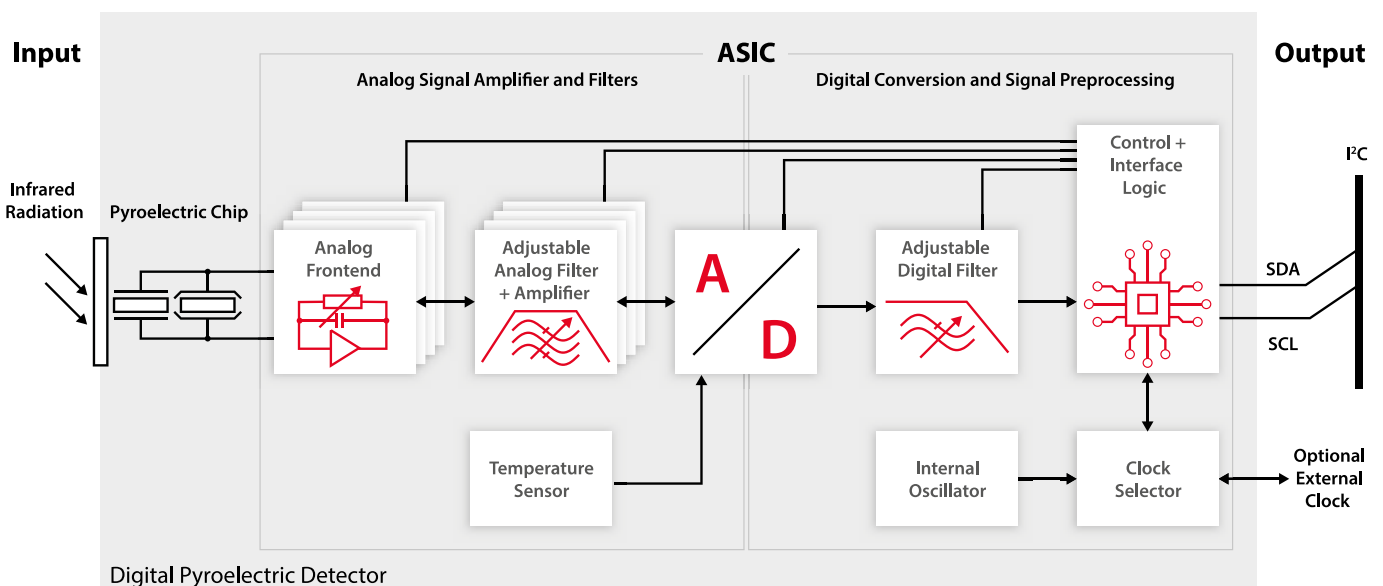 Input
ASIC
Output
Analog Signal Amplifier and Filters
Digital Conversion and Signal Preprocessing
Infrared
Radiation
Pyroelectric Chip
Analog
Frontend
Adjustable
Analog Filter
+ Amplifier
A
D
Adjustable
Digital Filter
Control +
Interface
Logic
I²C
SDA
SCL
Temperature
Sensor
Internal
Oscillator
Clock
Selector
Optional
External
Clock
Digital Pyroelectric Detector